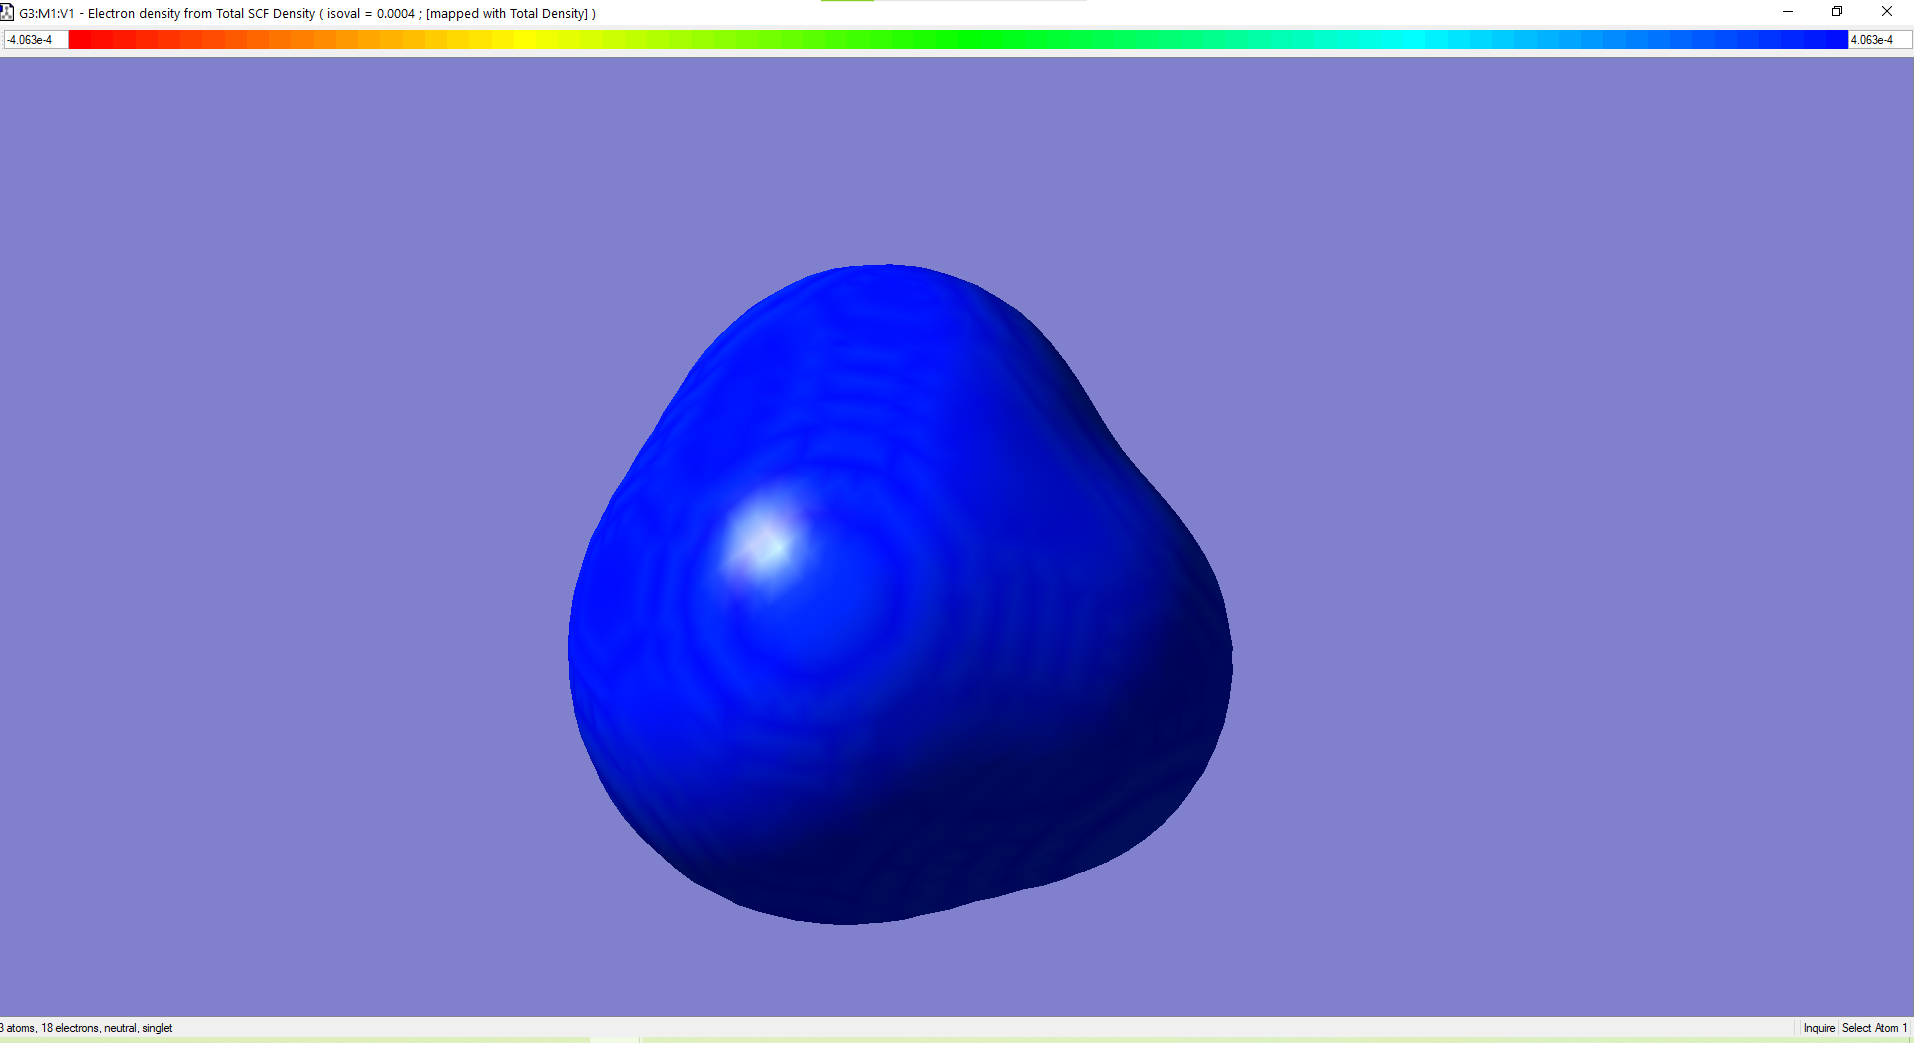 G3:M1:V1 - Electron density from Total SCF Density ( isoval = 0.0004 ; [mapped with Total Density] )
-4.063e-4 4.063e-4
atoms, 18 electrons, neutral, singlet Inquire Select Atom 1